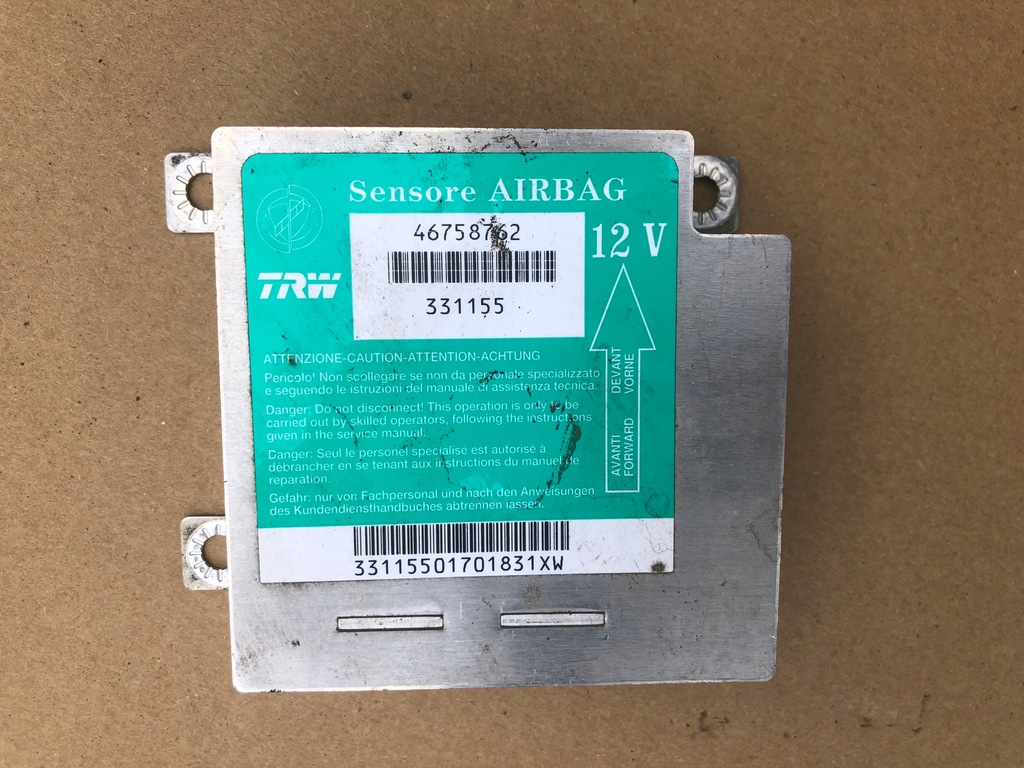 Sensore AIRBAG
46758762
12 V
TRW
331155
ATTENZIONE-CAUTION-ATTENTION-ACHTUNG
Pericolo! Non scollegare se non da personale specializzato
e seguendo le istruzioni del manuale di assistenza tecnica.
Danger: Do not disconnect! This operation is only to be
carried out by skilled operators, following the instructions
given in the service manual.
Danger: Seul le personel specialisé est autorisé à
débrancher en se tenant aux instructions du manuel de
reparation.
Gefahr: nur von Fachpersonal und nach den Anweisungen
des Kundendiensthandbuches abtrennen lassen.
AVANTI DEVANT
FORWARD VORNE
33115501701831XW